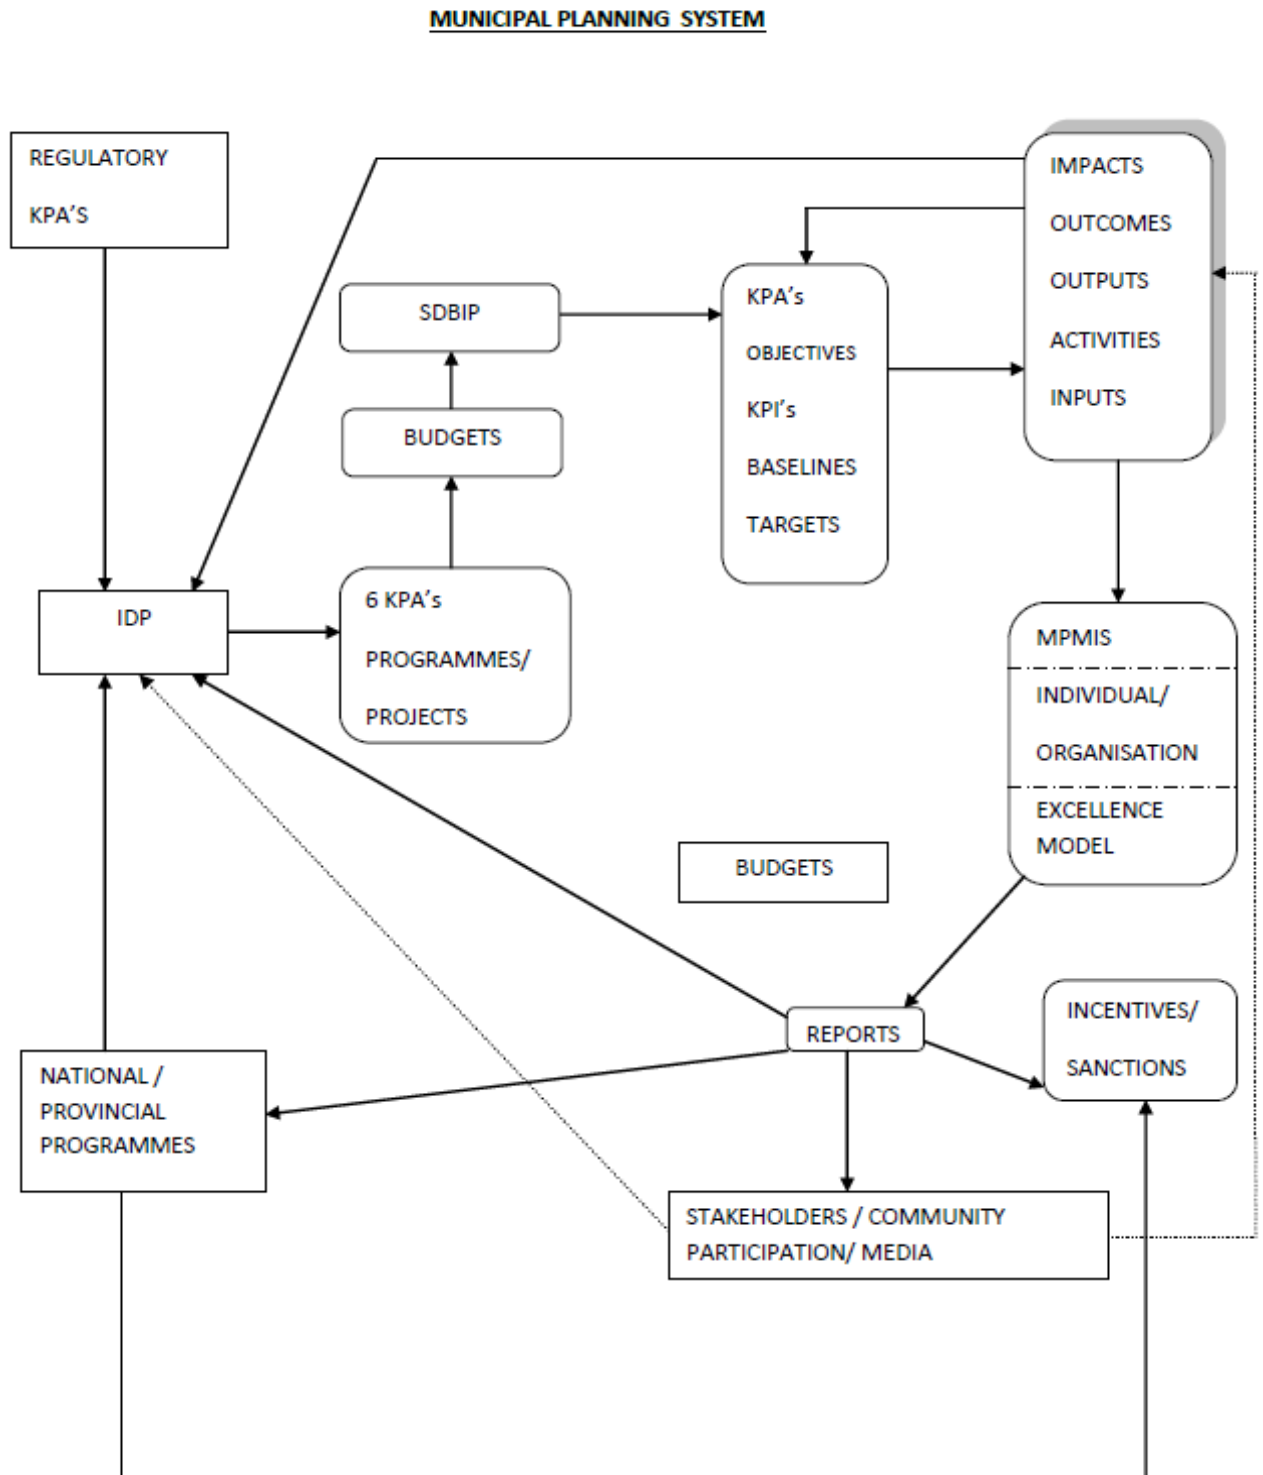 MUNICIPAL PLANNING SYSTEM
REGULATORY
KPA'S
IMPACTS
OUTCOMES
OUTPUTS
ACTIVITIES
INPUTS
SDBIP
KPA's
OBJECTIVES
KPI's
BASELINES
TARGETS
BUDGETS
IDP
6 KPA's
PROGRAMMES/
PROJECTS
MPMIS
INDIVIDUAL/
ORGANISATION
EXCELLENCE
MODEL
BUDGETS
REPORTS
INCENTIVES/
SANCTIONS
NATIONAL /
PROVINCIAL
PROGRAMMES
STAKEHOLDERS / COMMUNITY
PARTICIPATION/ MEDIA